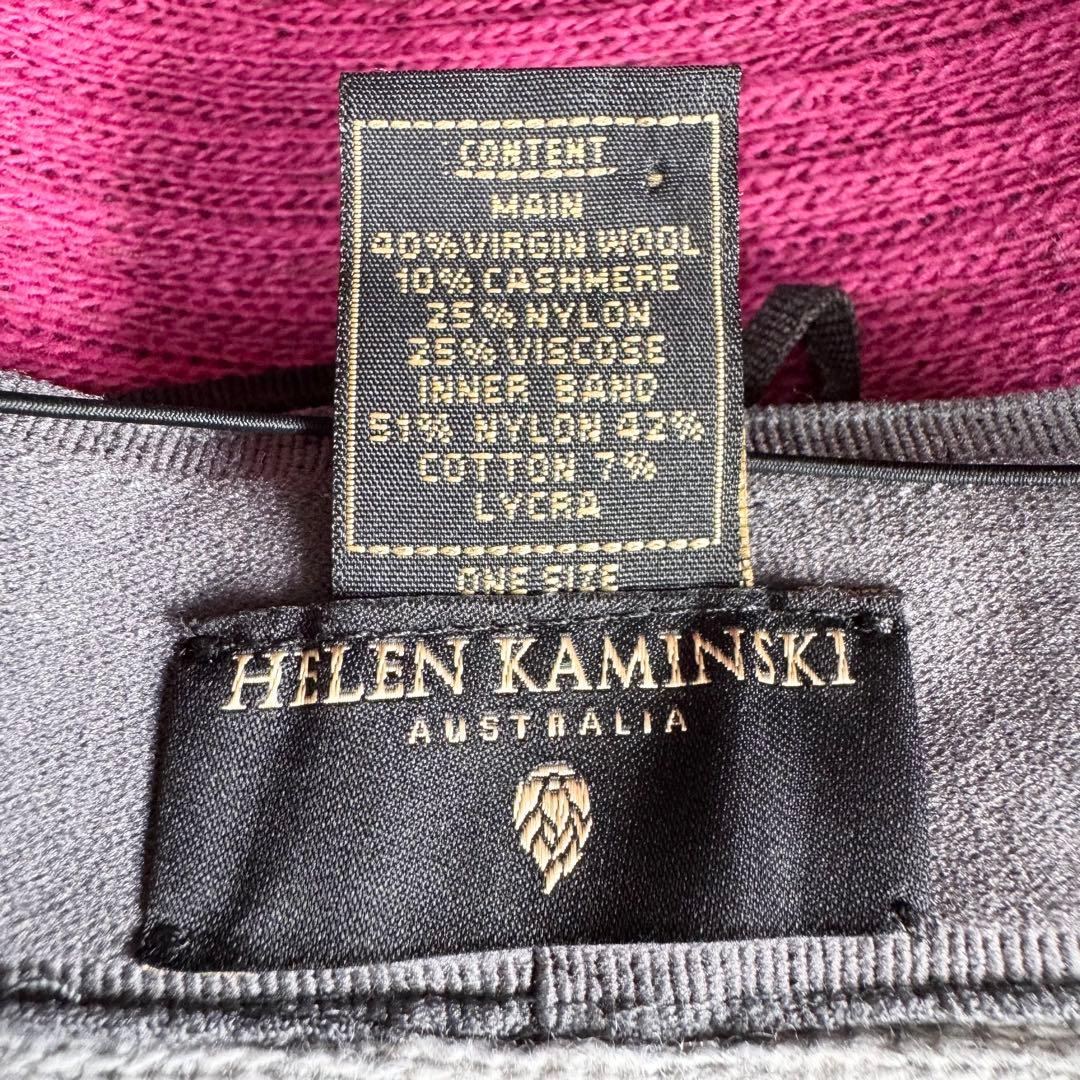 CONTENT
MAIN
40% VIRGIN WOOL
10% CASHMERE
25% NYLON
25% VISCOSE
INNER BAND
51% NYLON 42%
COTTON 7%
LYCRA
ONE SIZE
HELEN KAMINSKI
AUSTRALIA